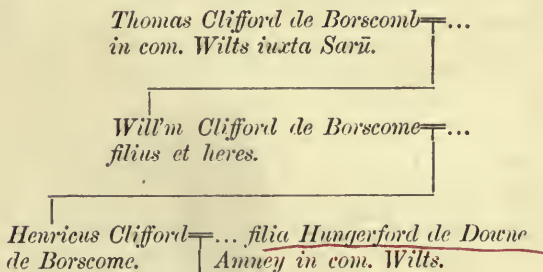 Thomas Clifford de Borscomb=...
in com. Wilts iuxta Sarū.
Will'm Clifford de Borscome=...
filius et heres.
Henricus Clifford=... filia Hungerford de Downe
de Borscome. Amney in com. Wilts.